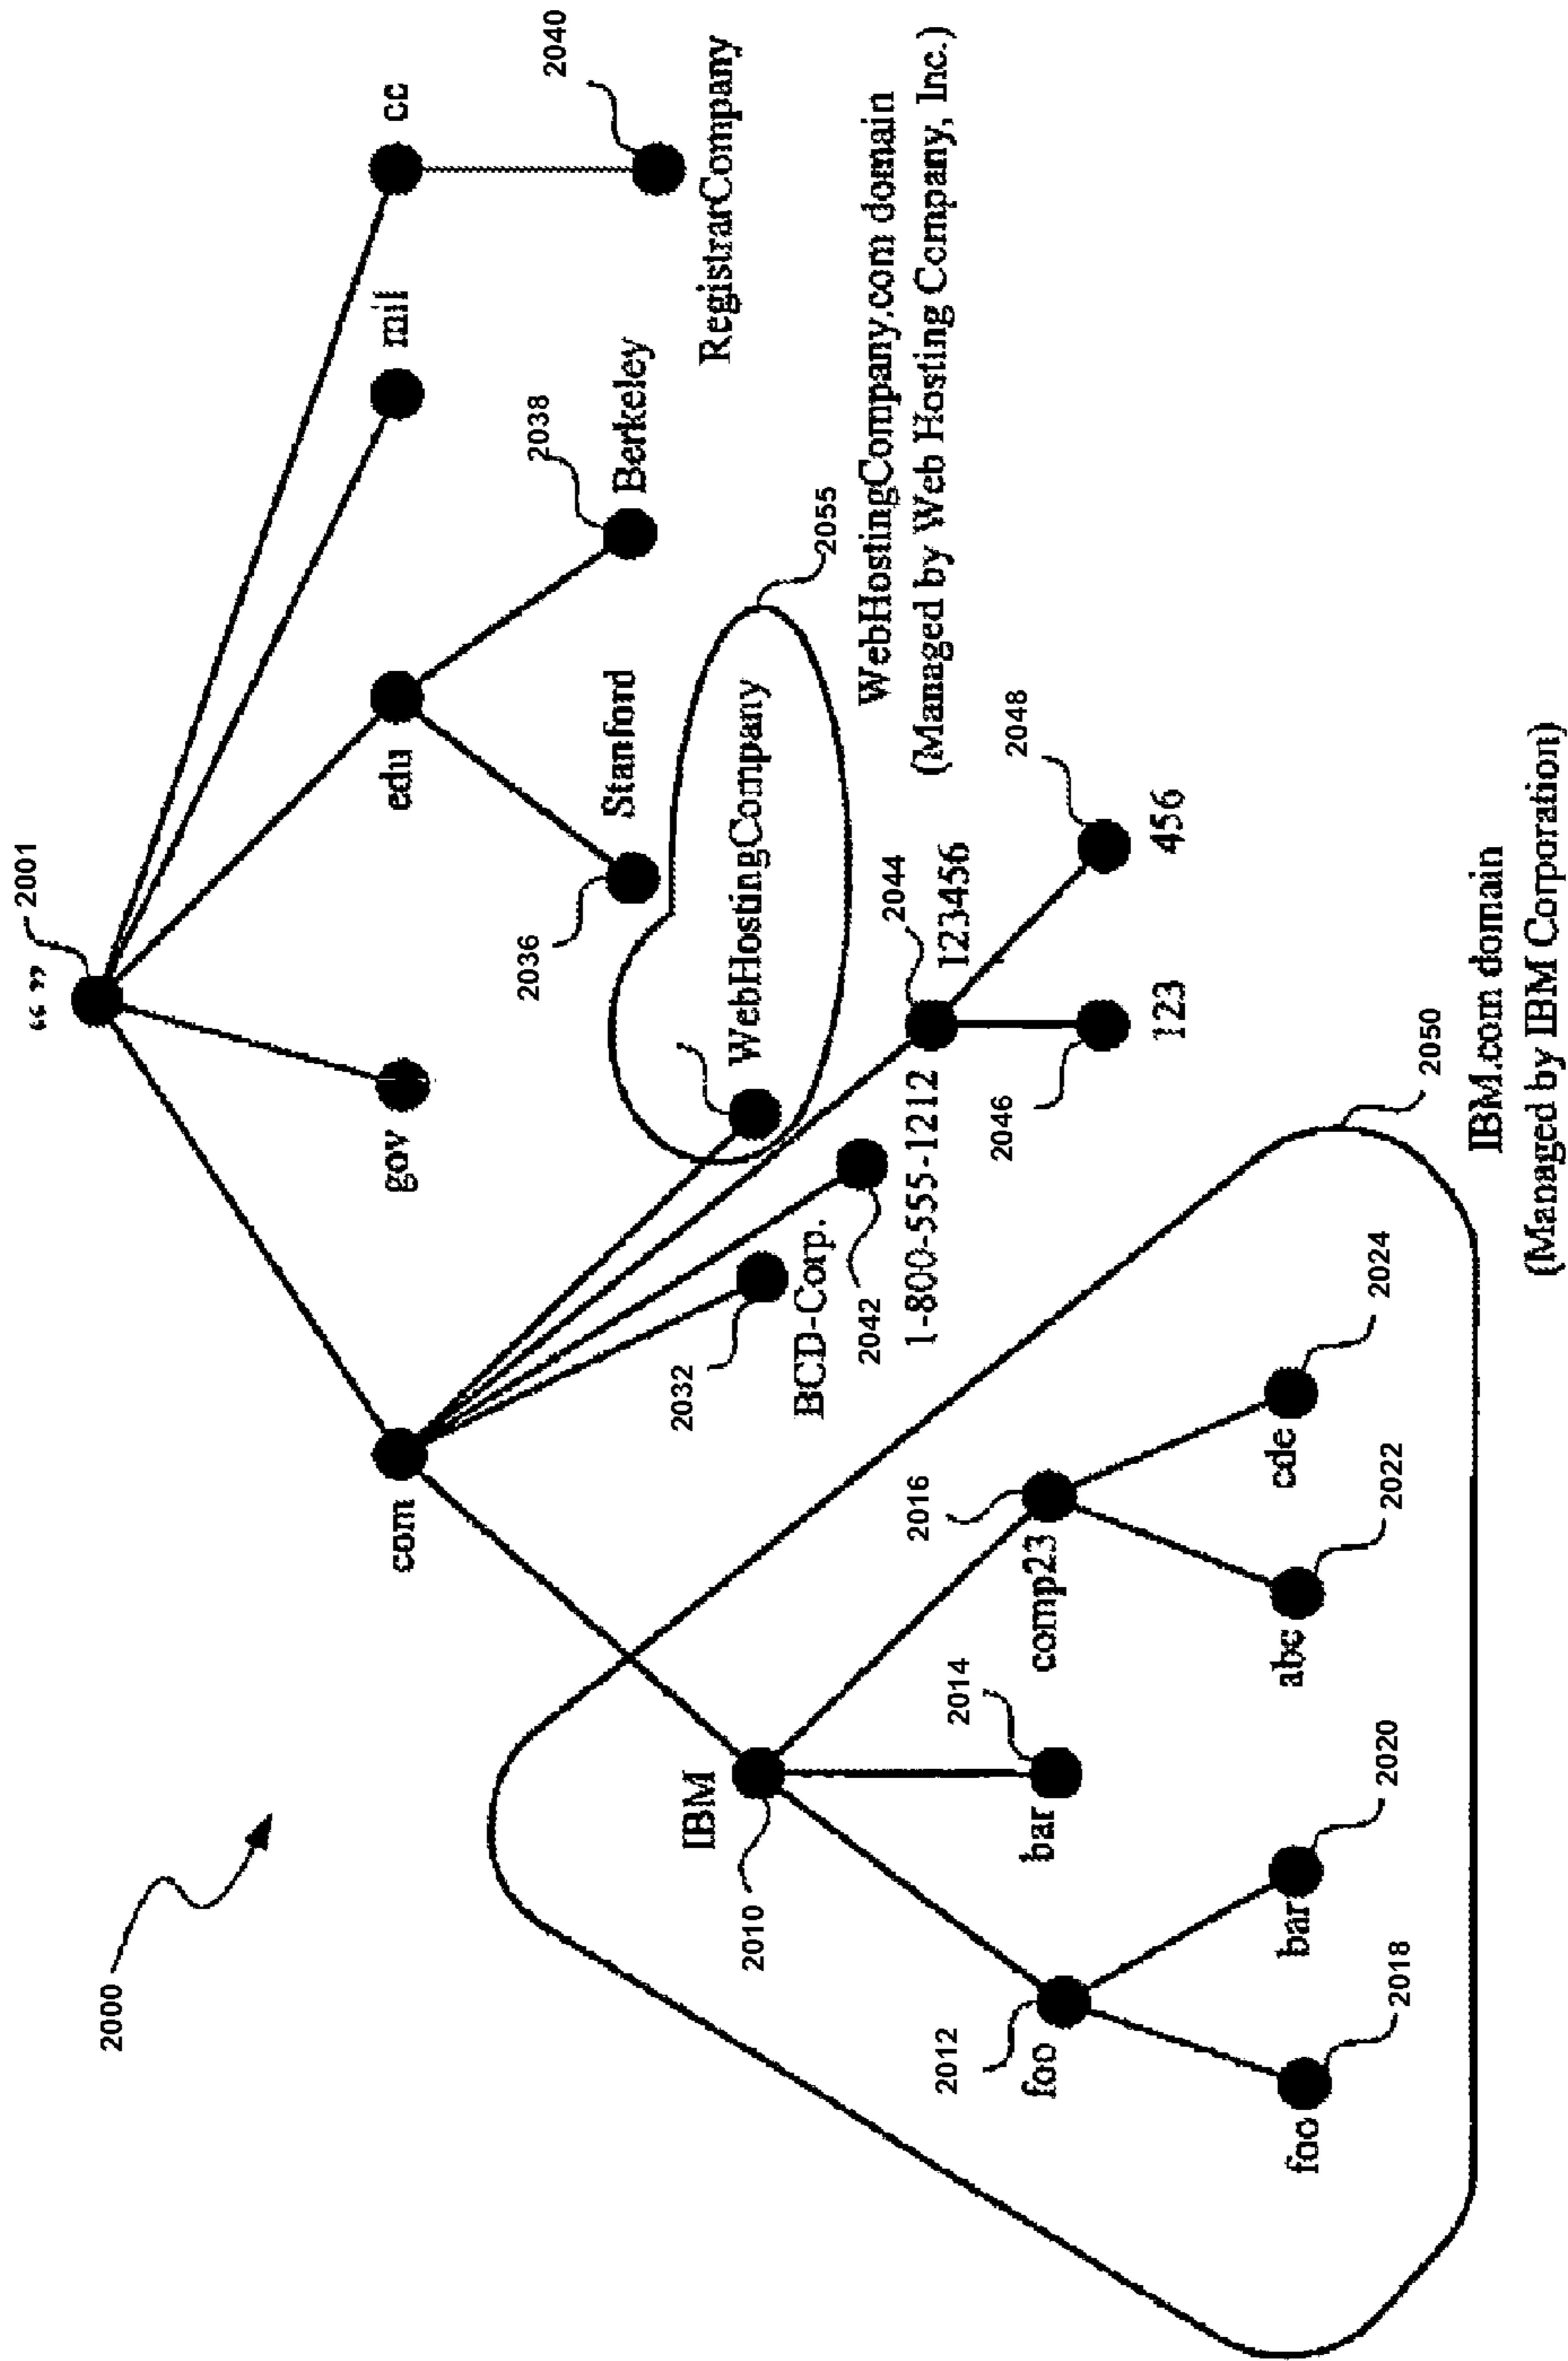 2000
“ ”
2001
com
gov
edu
mil
cc
IBM
2010
2032
BCD-Corp.
2042
1-800-555-1212
WebHostingCompany
2055
2036
Stanford
2038
Berkeley
2040
RegistrarCompany
WebHostingCompany.com domain
(Managed by Web Hosting Company, Inc.)
2044
123456
2046
123
2048
456
2012
foo
2014
bar
2016
comp23
foo
2018
bar
2020
abc
2022
cde
2024
2050
IBM.com domain
(Managed by IBM Corporation)